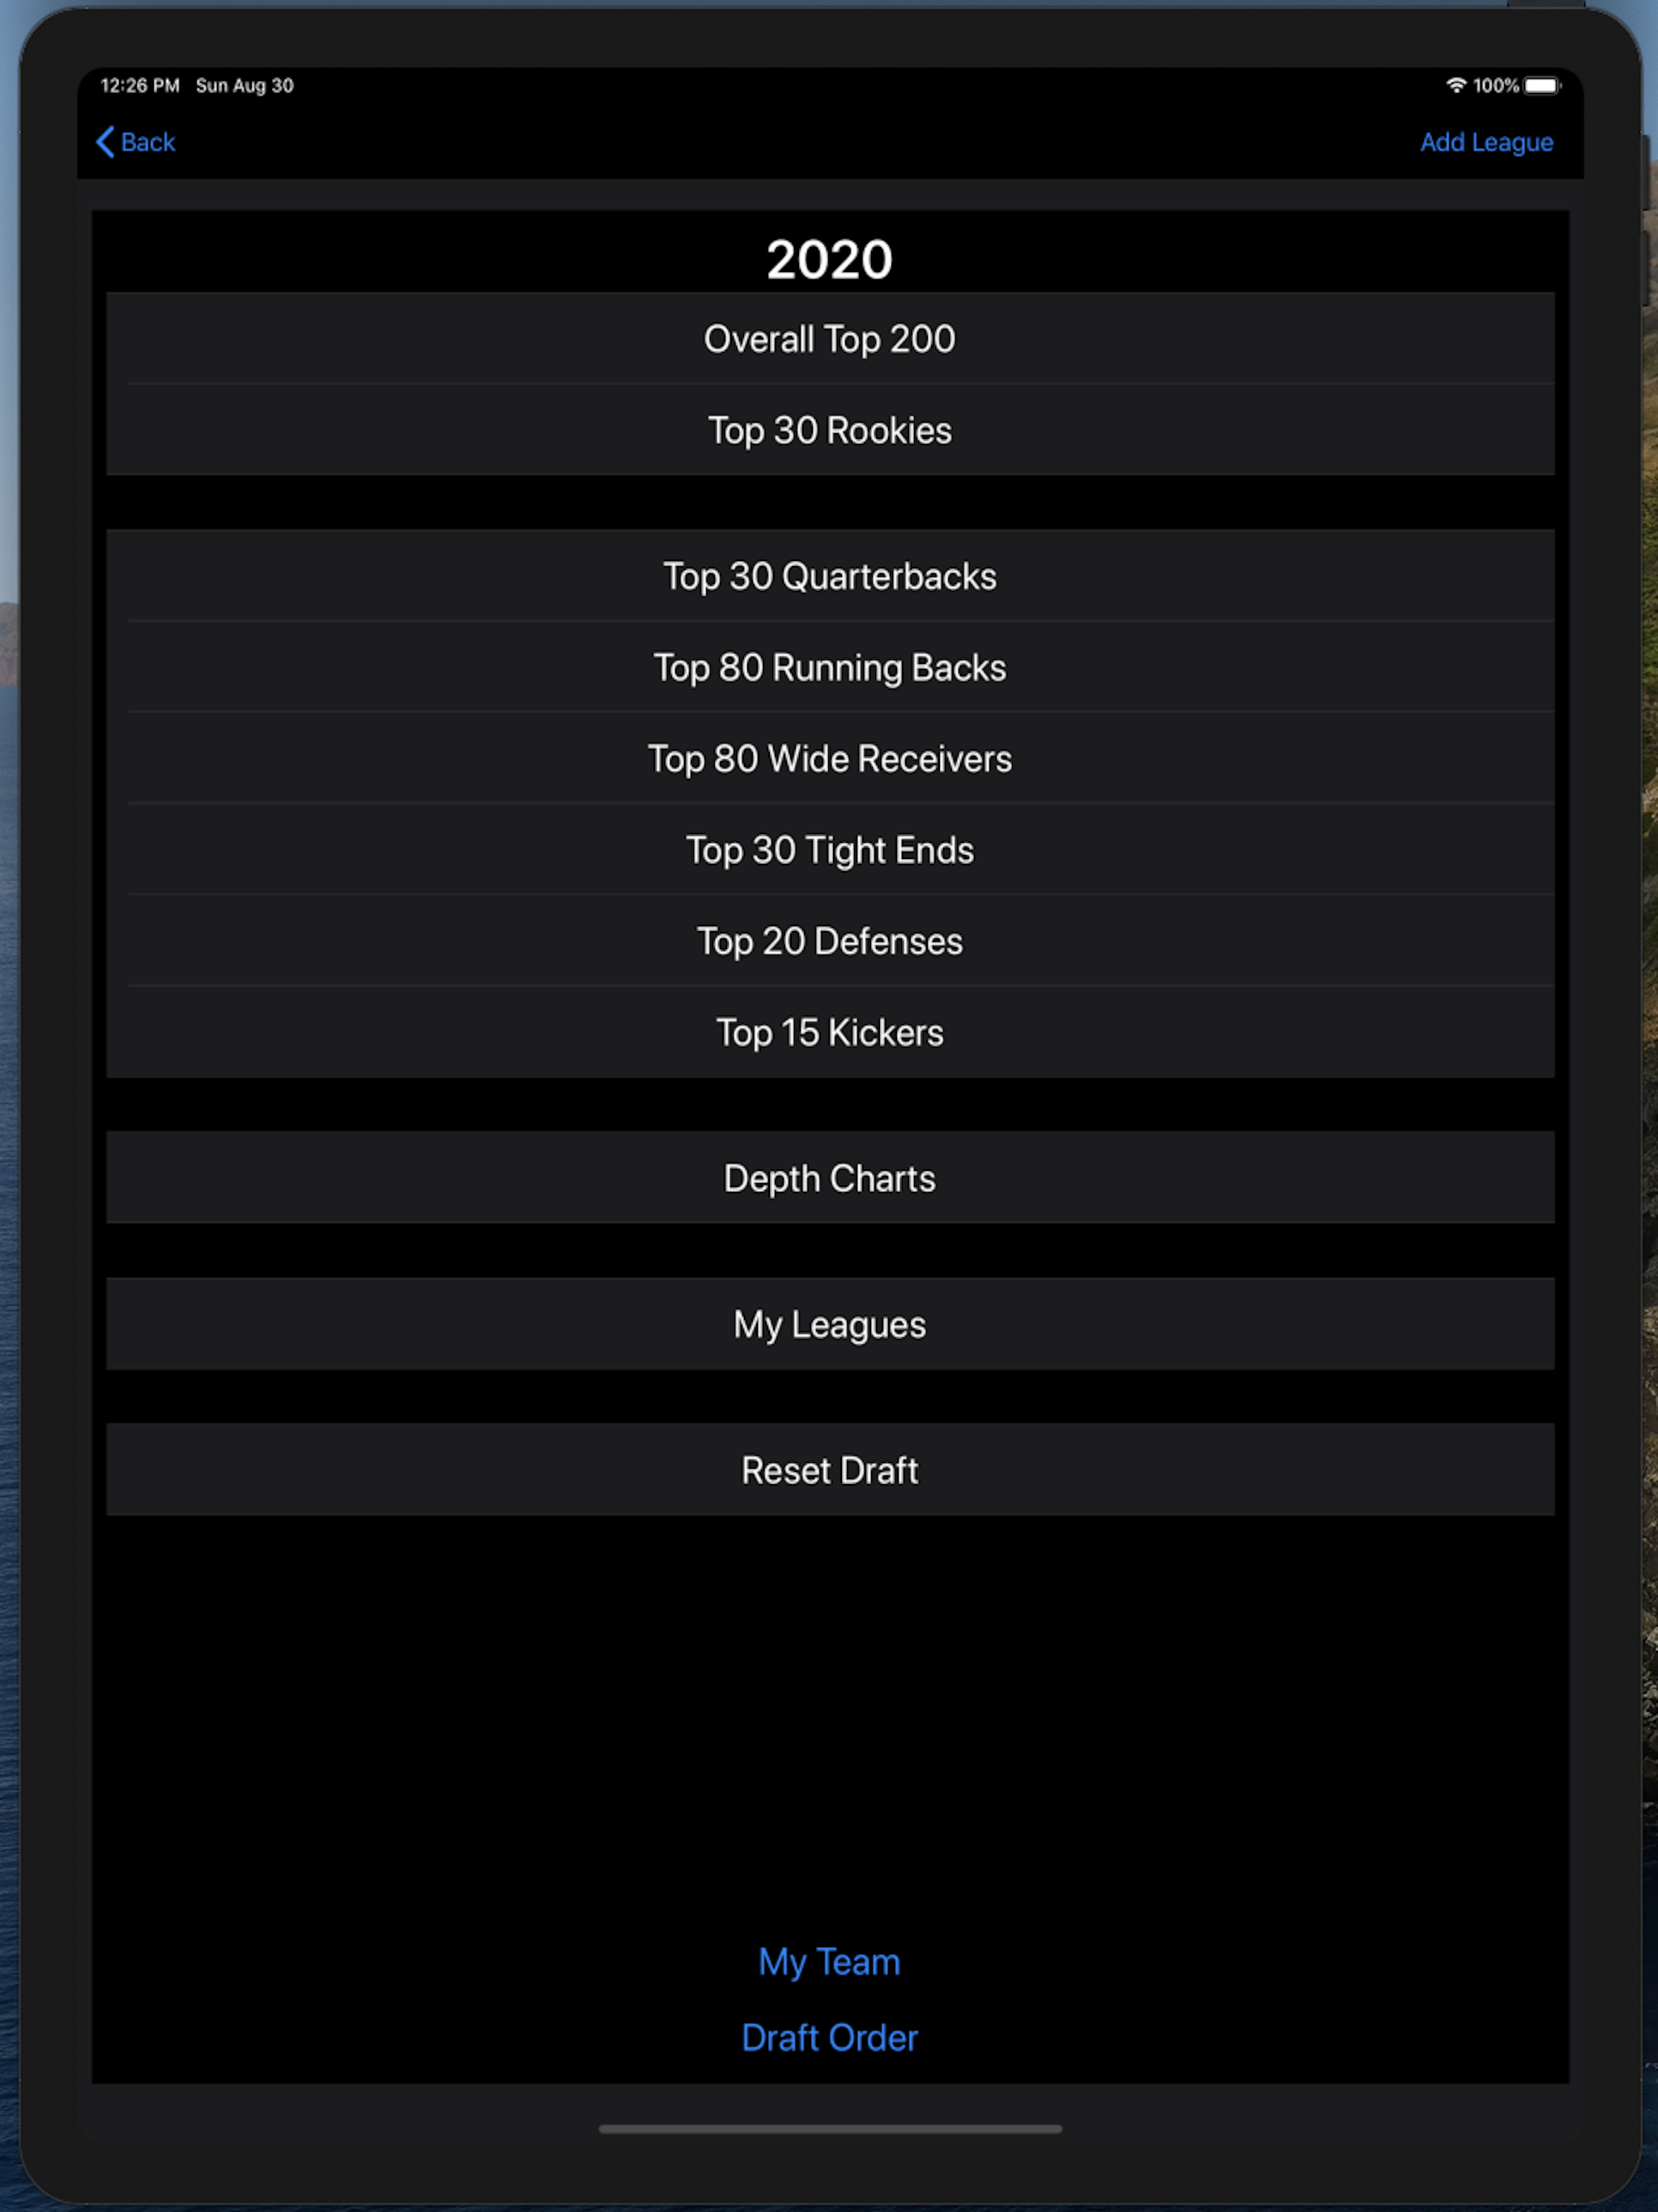 12:26 PM Sun Aug 30 100%
Back Add League
2020
Overall Top 200
Top 30 Rookies
Top 30 Quarterbacks
Top 80 Running Backs
Top 80 Wide Receivers
Top 30 Tight Ends
Top 20 Defenses
Top 15 Kickers
Depth Charts
My Leagues
Reset Draft
My Team
Draft Order